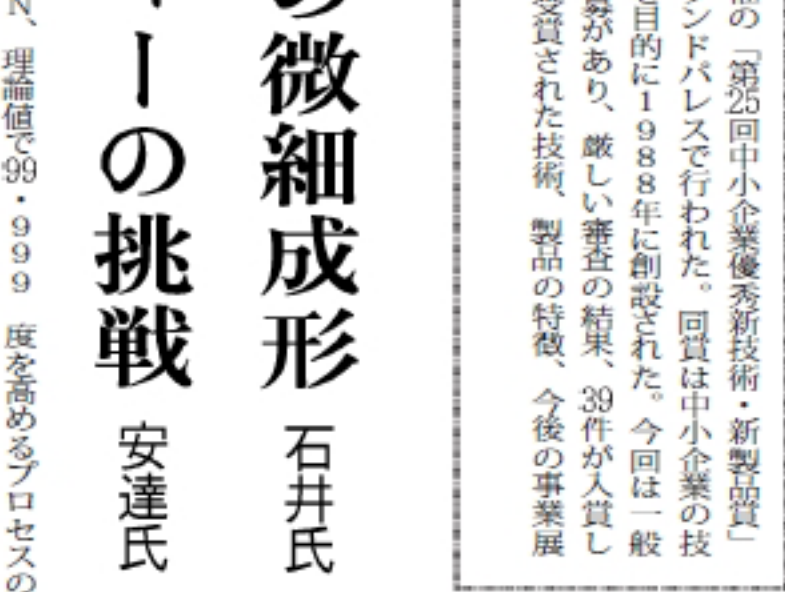 の「第25回中小企業優秀新技術・新製品賞」
ンドパレスで行われた。同賞は中小企業の技
目的に1988年に創設された。今回は一般
募があり、厳しい審査の結果、39件が入賞し
受賞された技術、製品の特徴、今後の事業展
の微細成形 石井氏
ーの挑戦 安達氏
N、理論値で99・999 度を高めるプロセスの